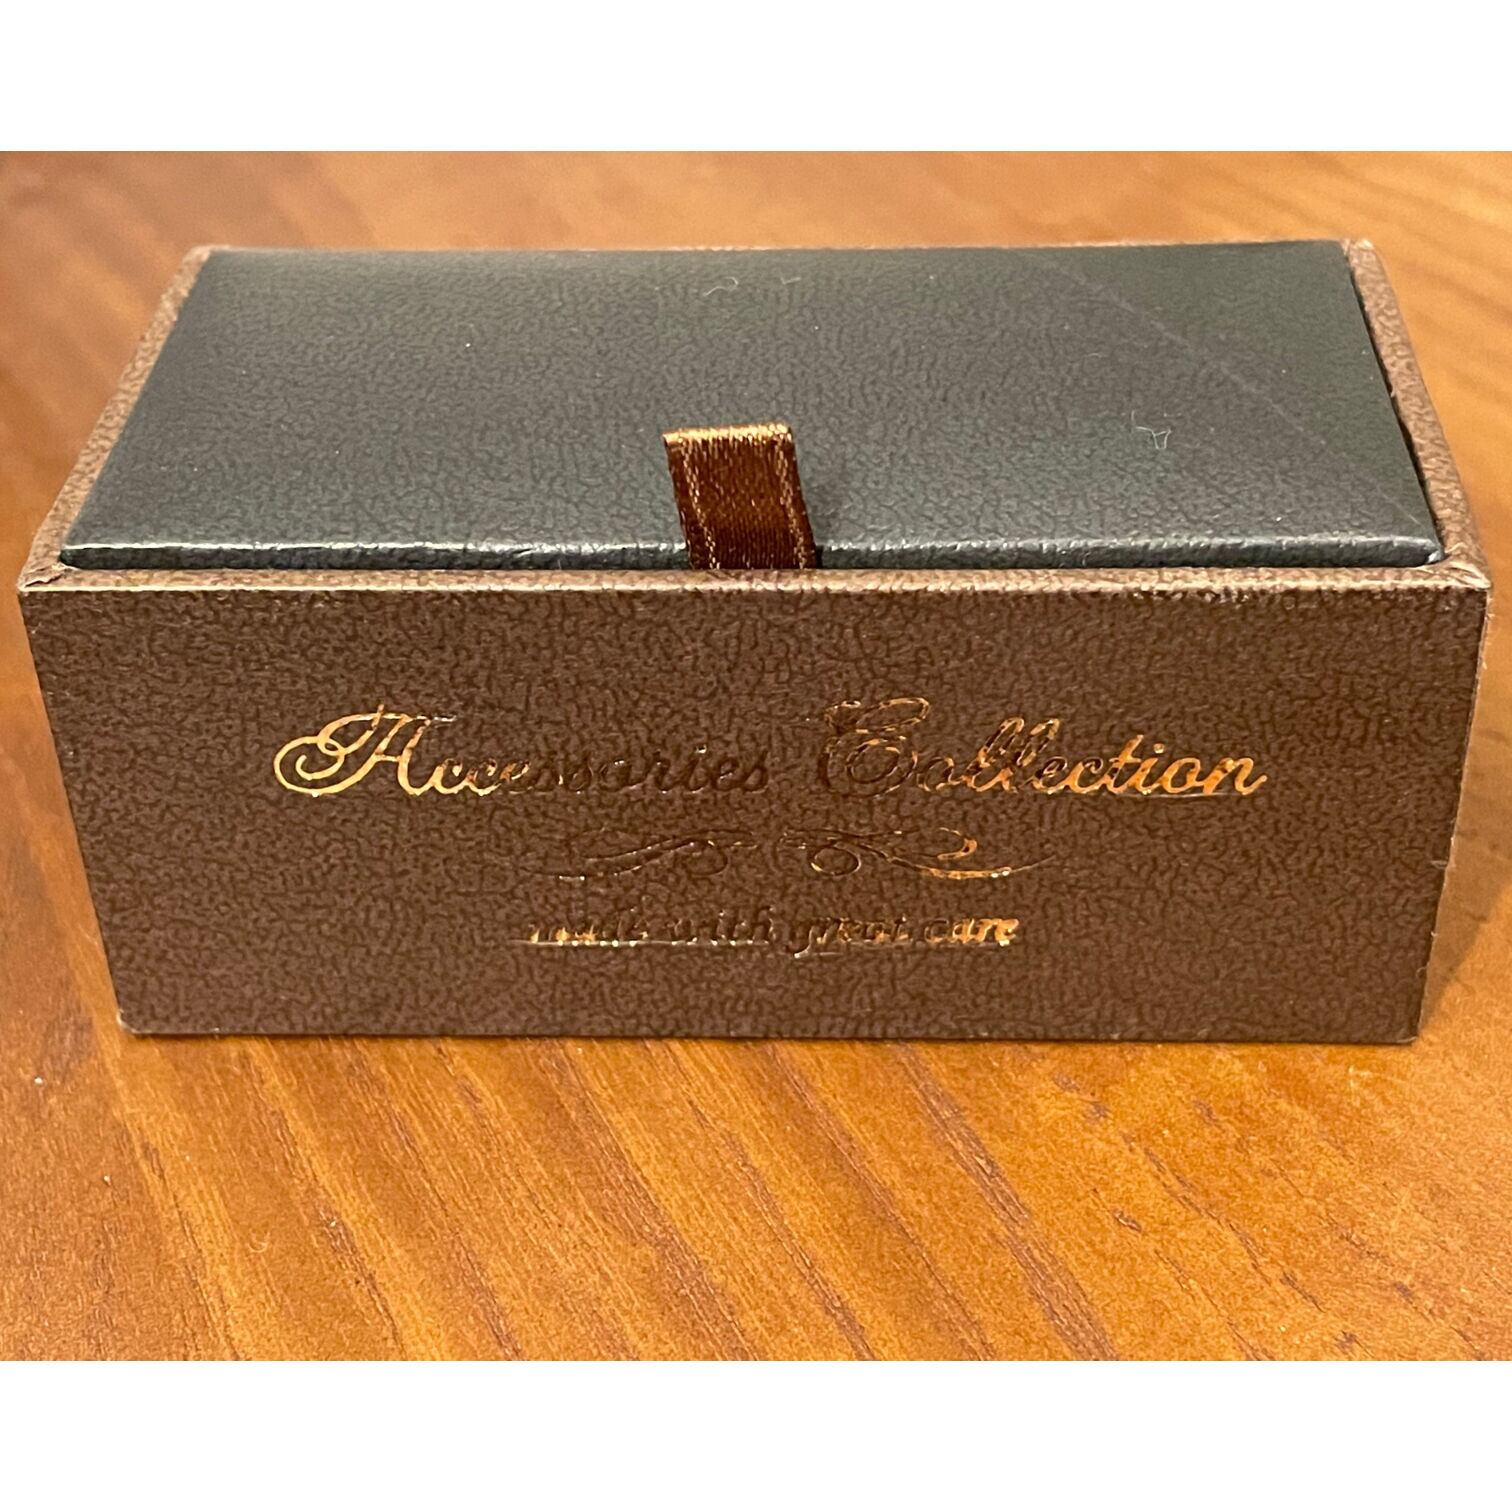 Accessories Collection
made with great care